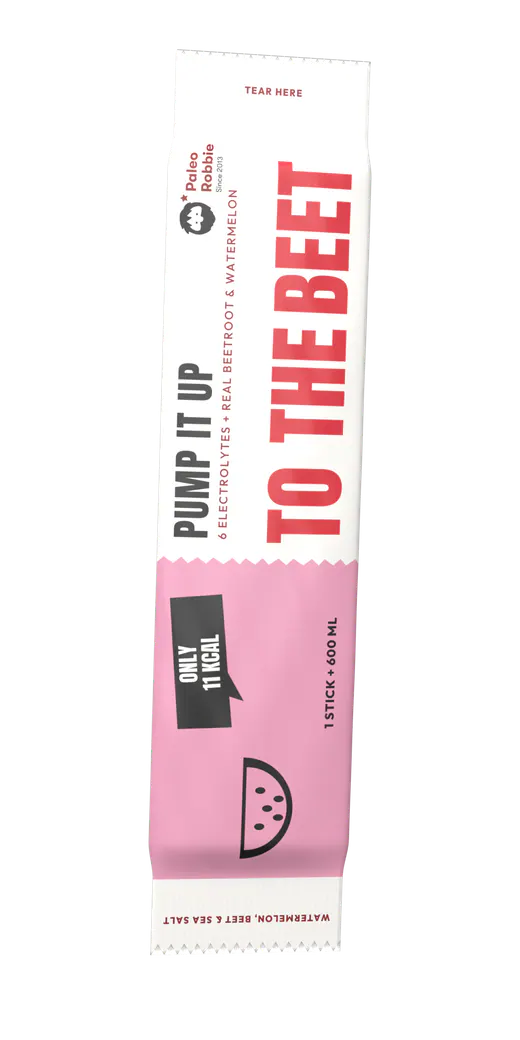 TEAR HERE
Paleo
Robbie
Since 2013
PUMP IT UP
6 ELECTROLYTES + REAL BEETROOT & WATERMELON
TO THE BEET
ONLY
11 KCAL
1 STICK + 600 ML
WATERMELON, BEET & SEA SALT